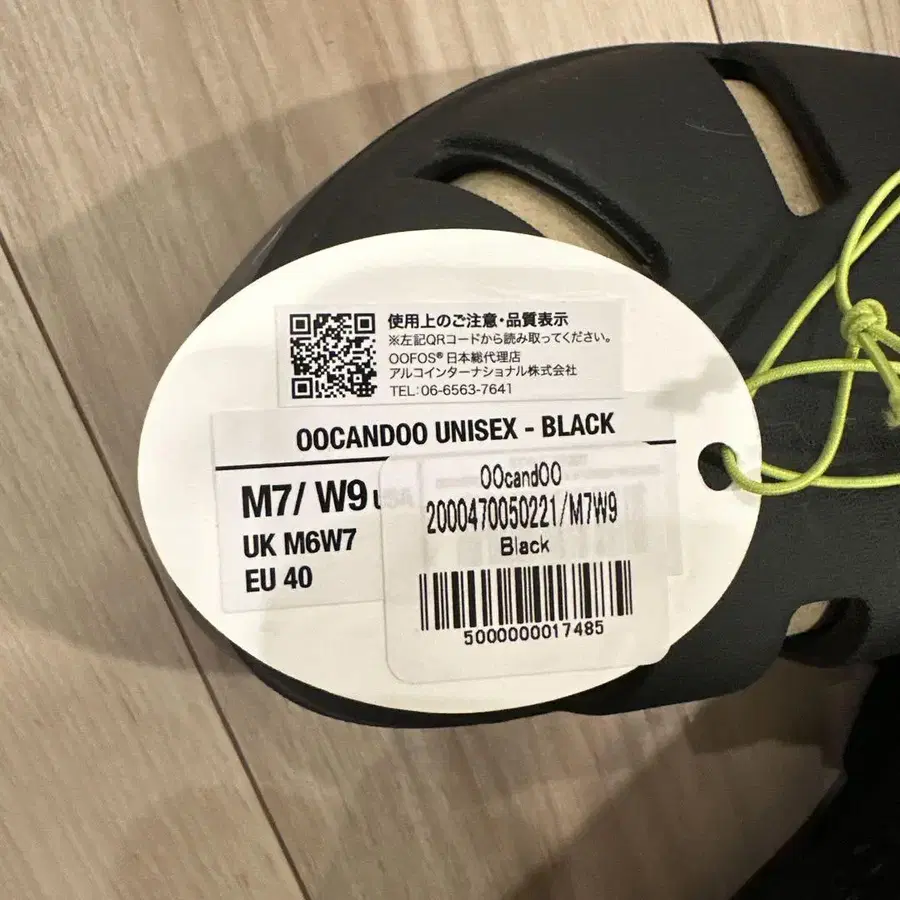 使用上のご注意・品質表示
※左記QRコードから読み取ってください。
OOFOS® 日本総代理店
アルコインターナショナル株式会社
TEL:06-6563-7641
OOCANDOO UNISEX - BLACK
M7/ W9
UK M6W7
EU 40
OOcandOO
2000470050221/M7W9
Black
5000000017485